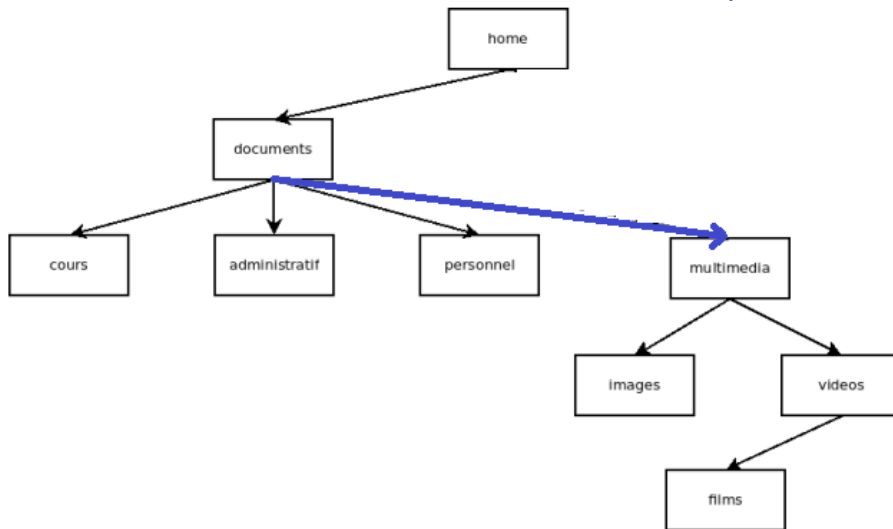 home
documents
cours
administratif
personnel
multimedia
images
videos
films